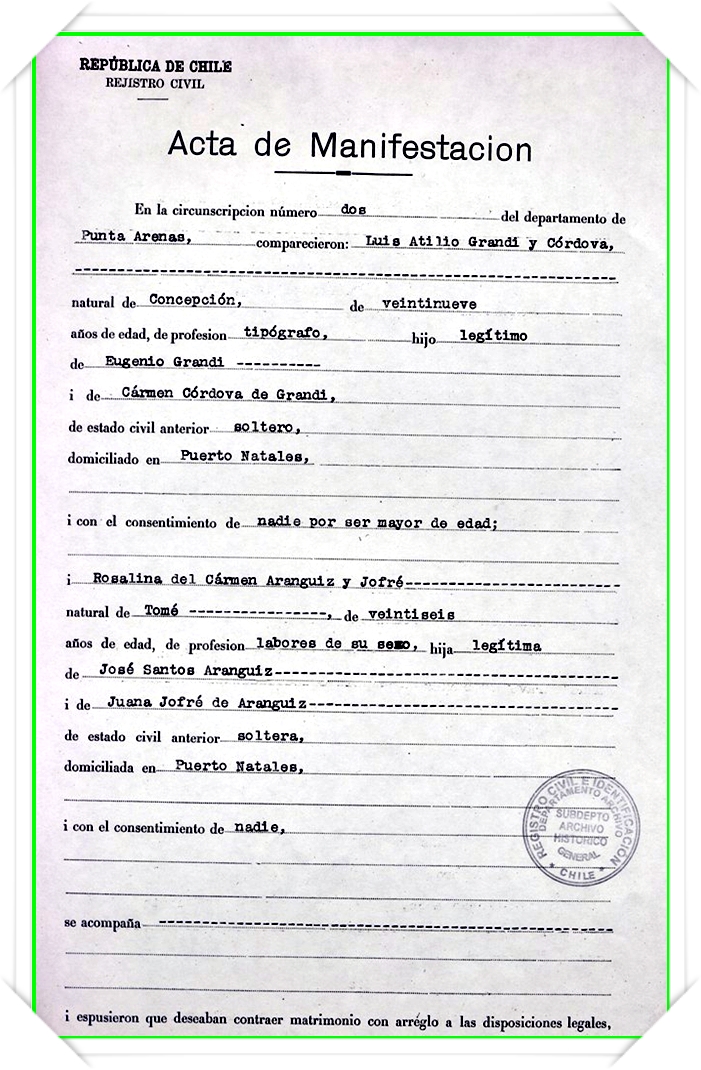 REPÚBLICA DE CHILE
REJISTRO CIVIL
Acta de Manifestacion
En la circunscripcion número dos del departamento de
Punta Arenas, comparecieron: Luis Atilio Grandi y Córdova,
natural de Concepción, de veintinueve
años de edad, de profesion tipógrafo, hijo legítimo
de Eugenio Grandi ----------
i de Cármen Córdova de Grandi,
de estado civil anterior soltero,
domiciliado en Puerto Natales,
i con el consentimiento de nadie por ser mayor de edad;
i Rosalina del Cármen Aranguiz y Jofré--------------------------
natural de Tomé ----------------, de veintiseis
años de edad, de profesion labores de su sexo, hija legítima
de José Santos Aranguiz------------------------------------------
i de Juana Jofré de Aranguiz--------------------------------------
de estado civil anterior soltera,
domiciliada en Puerto Natales,
i con el consentimiento de nadie,
REGISTRO CIVIL E IDENTIFICACION
DEPARTAMENTO ARCHIVO
SUBDEPTO
ARCHIVO
HISTORICO
GENERAL
* CHILE *
se acompaña -------------------------------------------------------
i espusieron que deseaban contraer matrimonio con arréglo a las disposiciones legales,